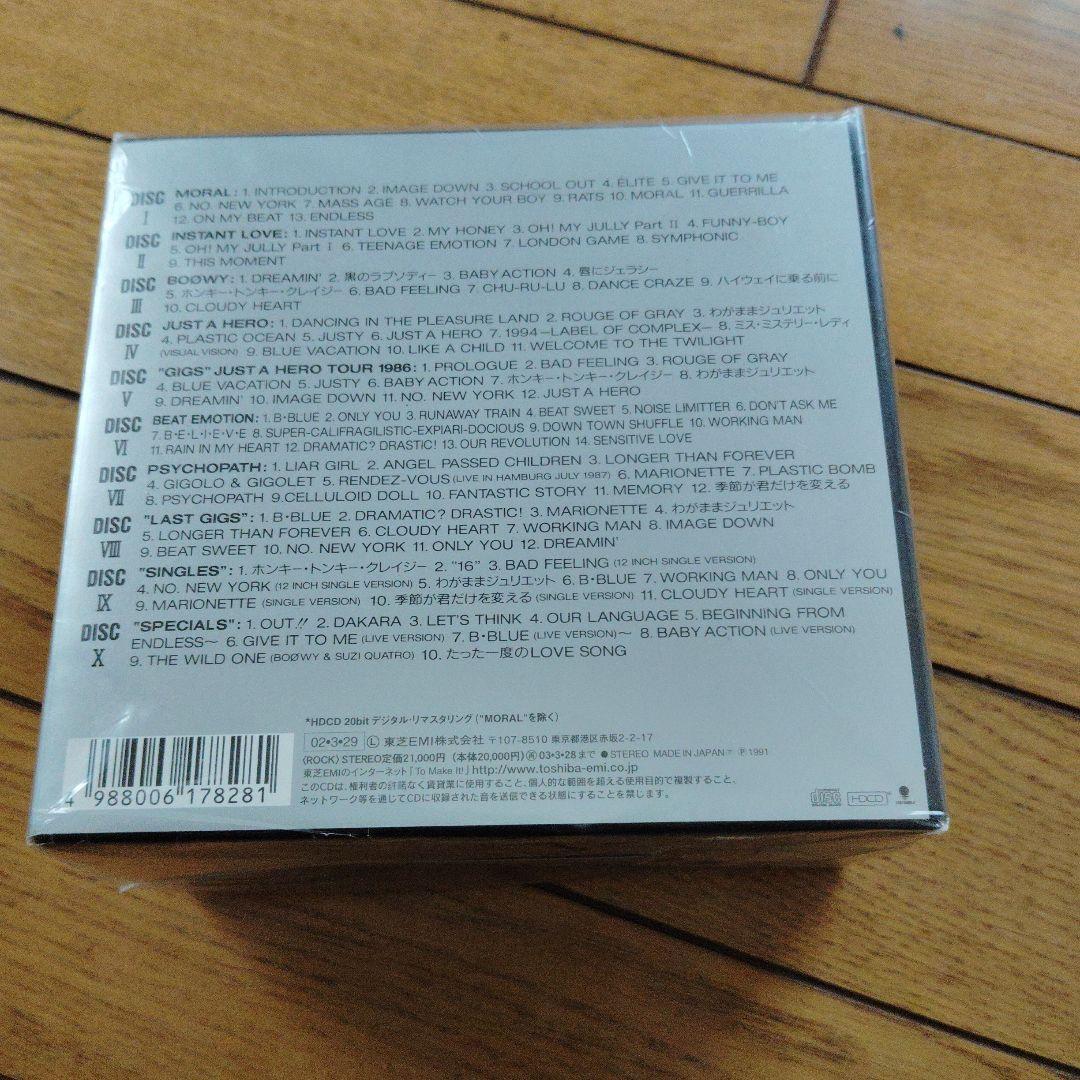 DISC I MORAL: 1. INTRODUCTION 2. IMAGE DOWN 3. SCHOOL OUT 4. ÉLITE 5. GIVE IT TO ME
6. NO. NEW YORK 7. MASS AGE 8. WATCH YOUR BOY 9. RATS 10. MORAL 11. GUERRILLA
12. ON MY BEAT 13. ENDLESS
DISC II INSTANT LOVE: 1. INSTANT LOVE 2. MY HONEY 3. OH! MY JULLY Part II 4. FUNNY-BOY
5. OH! MY JULLY Part I 6. TEENAGE EMOTION 7. LONDON GAME 8. SYMPHONIC
9. THIS MOMENT
DISC III BOØWY: 1. DREAMIN' 2. 黒のラプソディー 3. BABY ACTION 4. 唇にジェラシー
5. ホンキー・トンキー・クレイジー 6. BAD FEELING 7. CHU-RU-LU 8. DANCE CRAZE 9. ハイウェイに乗る前に
10. CLOUDY HEART
DISC IV JUST A HERO: 1. DANCING IN THE PLEASURE LAND 2. ROUGE OF GRAY 3. わがままジュリエット
4. PLASTIC OCEAN 5. JUSTY 6. JUST A HERO 7. 1994 –LABEL OF COMPLEX– 8. ミス・ミステリー・レディ
(VISUAL VISION) 9. BLUE VACATION 10. LIKE A CHILD 11. WELCOME TO THE TWILIGHT
DISC V "GIGS" JUST A HERO TOUR 1986: 1. PROLOGUE 2. BAD FEELING 3. ROUGE OF GRAY
4. BLUE VACATION 5. JUSTY 6. BABY ACTION 7. ホンキー・トンキー・クレイジー 8. わがままジュリエット
9. DREAMIN' 10. IMAGE DOWN 11. NO. NEW YORK 12. JUST A HERO
DISC VI BEAT EMOTION: 1. B・BLUE 2. ONLY YOU 3. RUNAWAY TRAIN 4. BEAT SWEET 5. NOISE LIMITTER 6. DON'T ASK ME
7. B・E・L・I・E・V・E 8. SUPER-CALIFRAGILISTIC-EXPIARI-DOCIOUS 9. DOWN TOWN SHUFFLE 10. WORKING MAN
11. RAIN IN MY HEART 12. DRAMATIC? DRASTIC! 13. OUR REVOLUTION 14. SENSITIVE LOVE
DISC VII PSYCHOPATH: 1. LIAR GIRL 2. ANGEL PASSED CHILDREN 3. LONGER THAN FOREVER
4. GIGOLO & GIGOLET 5. RENDEZ-VOUS (LIVE IN HAMBURG JULY 1987) 6. MARIONETTE 7. PLASTIC BOMB
8. PSYCHOPATH 9. CELLULOID DOLL 10. FANTASTIC STORY 11. MEMORY 12. 季節が君だけを変える
DISC VIII "LAST GIGS": 1. B・BLUE 2. DRAMATIC? DRASTIC! 3. MARIONETTE 4. わがままジュリエット
5. LONGER THAN FOREVER 6. CLOUDY HEART 7. WORKING MAN 8. IMAGE DOWN
9. BEAT SWEET 10. NO. NEW YORK 11. ONLY YOU 12. DREAMIN'
DISC IX "SINGLES": 1. ホンキー・トンキー・クレイジー 2. "16" 3. BAD FEELING (12 INCH SINGLE VERSION)
4. NO. NEW YORK (12 INCH SINGLE VERSION) 5. わがままジュリエット 6. B・BLUE 7. WORKING MAN 8. ONLY YOU
9. MARIONETTE (SINGLE VERSION) 10. 季節が君だけを変える (SINGLE VERSION) 11. CLOUDY HEART (SINGLE VERSION)
DISC X "SPECIALS": 1. OUT!! 2. DAKARA 3. LET'S THINK 4. OUR LANGUAGE 5. BEGINNING FROM
ENDLESS〜 6. GIVE IT TO ME (LIVE VERSION) 7. B・BLUE (LIVE VERSION)〜 8. BABY ACTION (LIVE VERSION)
9. THE WILD ONE (BOØWY & SUZI QUATRO) 10. たった一度のLOVE SONG
*HDCD 20bit デジタル・リマスタリング ("MORAL"を除く)
02・3・29 Ⓛ 東芝EMI株式会社 〒107-8510 東京都港区赤坂2-2-17
(ROCK) STEREO 定価21,000円 (本体20,000円) 再 03・3・28まで ● STEREO MADE IN JAPAN ℗ 1991
東芝EMIのインターネット「To Make It!」http://www.toshiba-emi.co.jp
このCDは、権利者の許諾なく賃貸業に使用すること、個人的な範囲を超える使用目的で複製すること、
ネットワーク等を通じてCDに収録された音を送信できる状態にすることを禁じます。
4 988006 178281
COMPACT disc HDCD